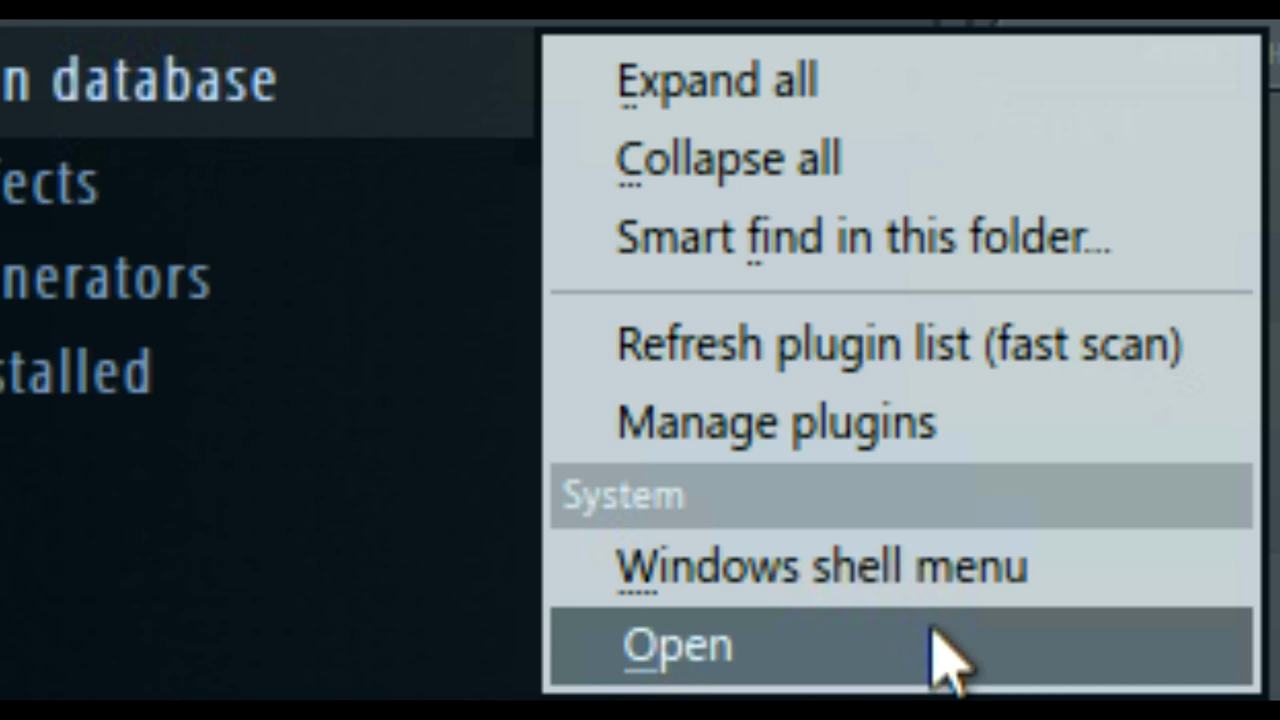 n database
ects
nerators
stalled
Expand all
Collapse all
Smart find in this folder...
Refresh plugin list (fast scan)
Manage plugins
System
Windows shell menu
Open